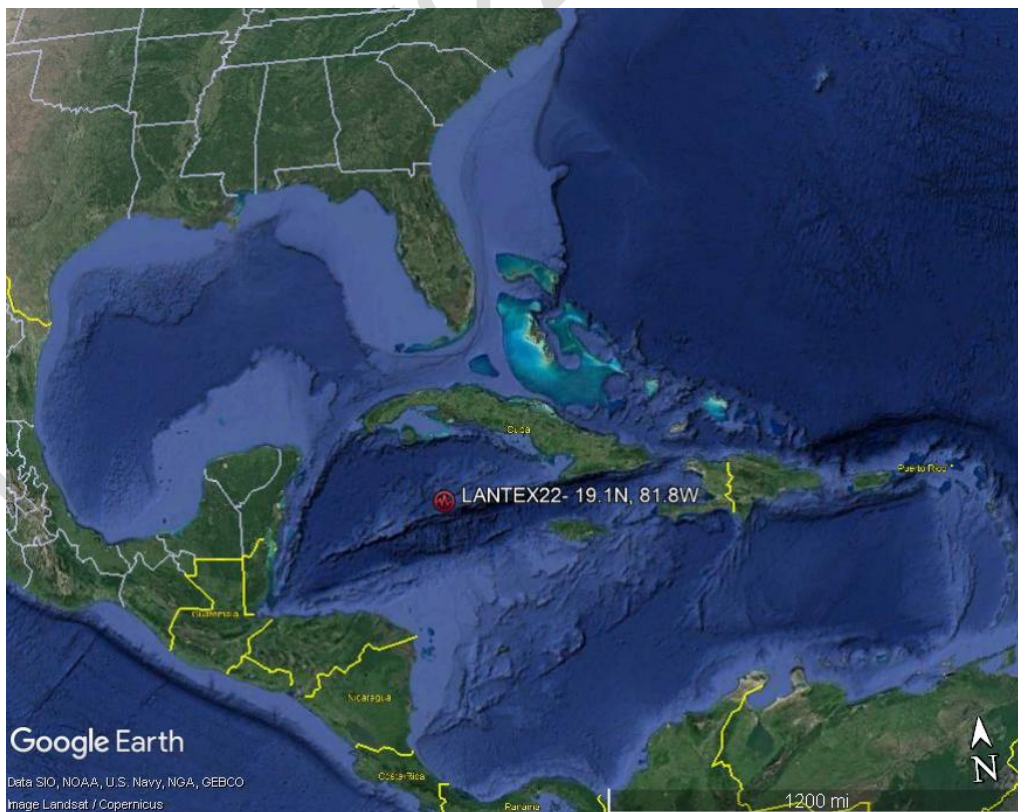 Cuba
Puerto Rico
LANTEX22- 19.1N, 81.8W
Guatemala
Nicaragua
Google Earth
N
Data SIO, NOAA, U.S. Navy, NGA, GEBCO
Costa Rica
Image Landsat / Copernicus
Panama
1200 mi